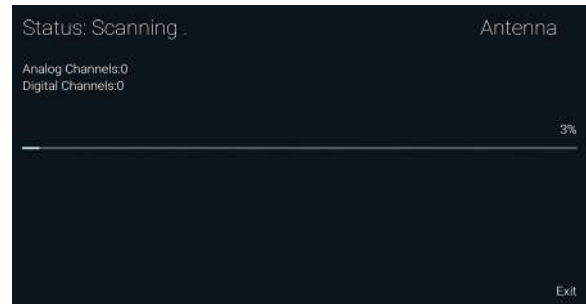 Status: Scanning .
Antenna
Analog Channels:0
Digital Channels:0
3%
Exit